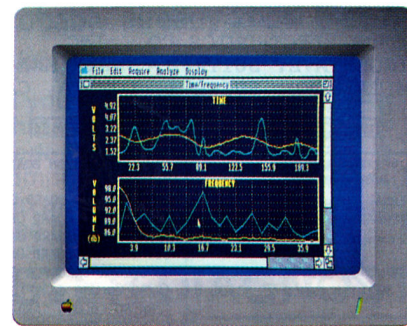 File Edit Acquire Analyze Display
Time/Frequency
TIME
VOLTS
4.92
4.07
3.22
2.37
1.52
22.3 55.7 89.1 122.5 155.9 189.3
FREQUENCY
VOLUME
(db)
98.0
95.0
92.0
89.0
86.0
3.9 10.3 16.7 21.1 29.5 35.9